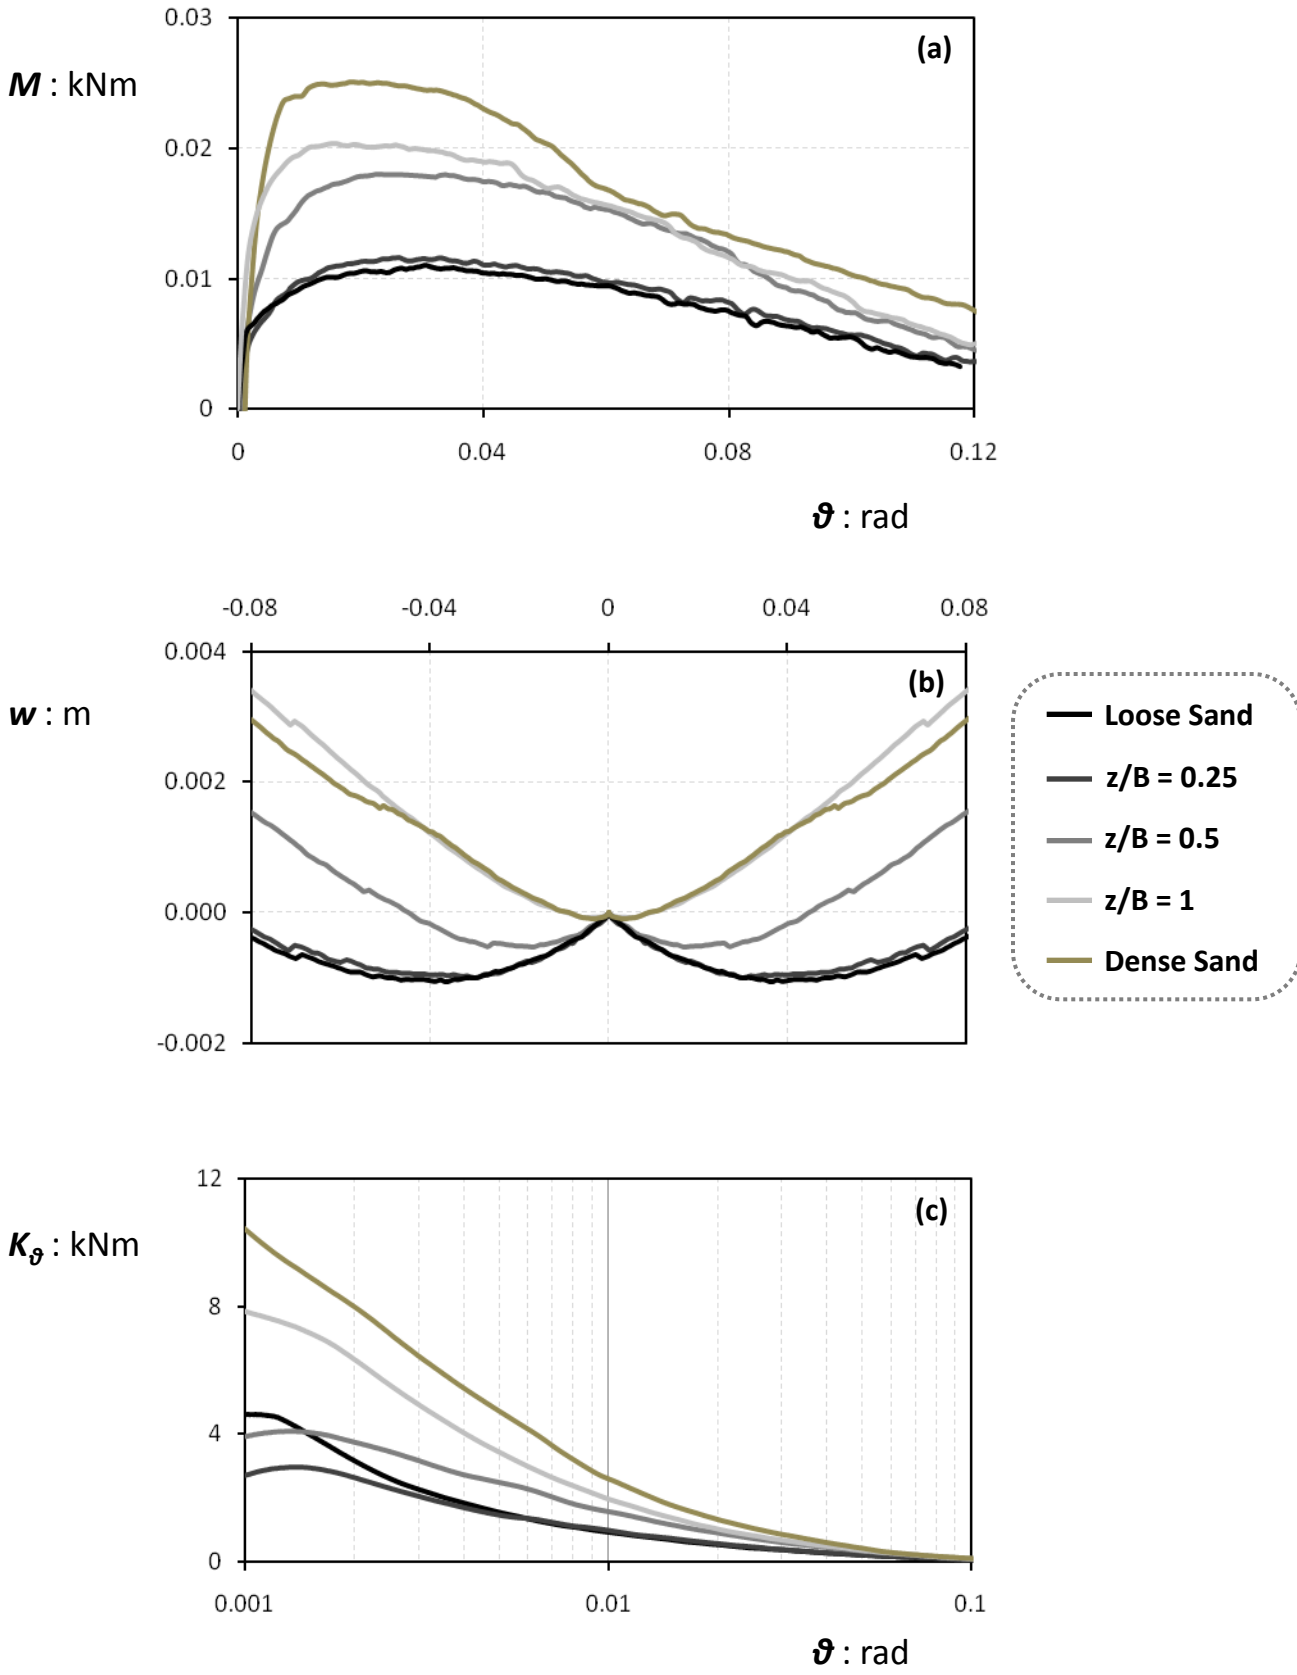 0.03
(a)
M : kNm
0.02
0.01
0
0 0.04 0.08 0.12
ϑ : rad
-0.08 -0.04 0 0.04 0.08
0.004
(b)
w : m
0.002
0.000
-0.002
Loose Sand
z/B = 0.25
z/B = 0.5
z/B = 1
Dense Sand
12
(c)
Kϑ : kNm
8
4
0
0.001 0.01 0.1
ϑ : rad